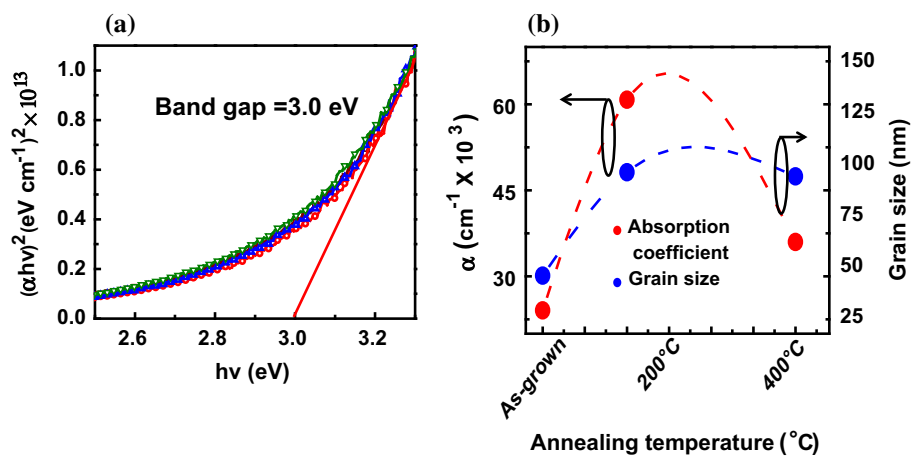 (a)
(αhν)² (eV cm⁻¹)² × 10¹³
1.0
0.8
0.6
0.4
0.2
0.0
Band gap =3.0 eV
2.6 2.8 3.0 3.2
hν (eV)
(b)
α (cm⁻¹ X 10³)
60
45
30
Absorption
coefficient
Grain size
150
125
100
75
50
25
Grain size (nm)
As-grown
200°C
400°C
Annealing temperature (°C)